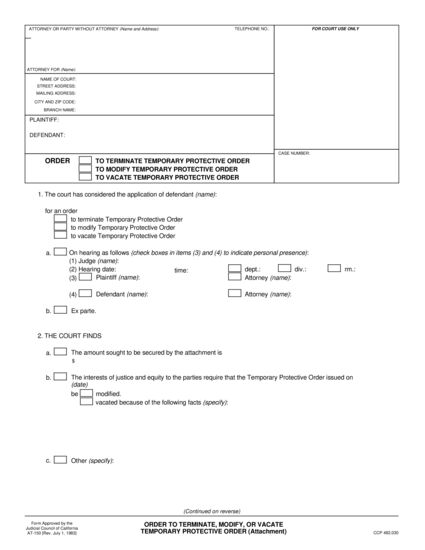 ATTORNEY OR PARTY WITHOUT ATTORNEY (Name and Address): TELEPHONE NO.: FOR COURT USE ONLY
ATTORNEY FOR (Name):
NAME OF COURT:
STREET ADDRESS:
MAILING ADDRESS:
CITY AND ZIP CODE:
BRANCH NAME:
PLAINTIFF:
DEFENDANT:
CASE NUMBER:
ORDER TO TERMINATE TEMPORARY PROTECTIVE ORDER
TO MODIFY TEMPORARY PROTECTIVE ORDER
TO VACATE TEMPORARY PROTECTIVE ORDER
1. The court has considered the application of defendant (name):
for an order
to terminate Temporary Protective Order
to modify Temporary Protective Order
to vacate Temporary Protective Order
a. On hearing as follows (check boxes in items (3) and (4) to indicate personal presence):
(1) Judge (name):
(2) Hearing date: time: dept.: div.: rm.:
(3) Plaintiff (name): Attorney (name):
(4) Defendant (name): Attorney (name):
b. Ex parte.
2. THE COURT FINDS
a. The amount sought to be secured by the attachment is
$
b. The interests of justice and equity to the parties require that the Temporary Protective Order issued on
(date)
be modified.
vacated because of the following facts (specify):
c. Other (specify):
(Continued on reverse)
Form Approved by the
Judicial Council of California
AT-150 [Rev. July 1, 1983]
ORDER TO TERMINATE, MODIFY, OR VACATE
TEMPORARY PROTECTIVE ORDER (Attachment)
CCP 482.030